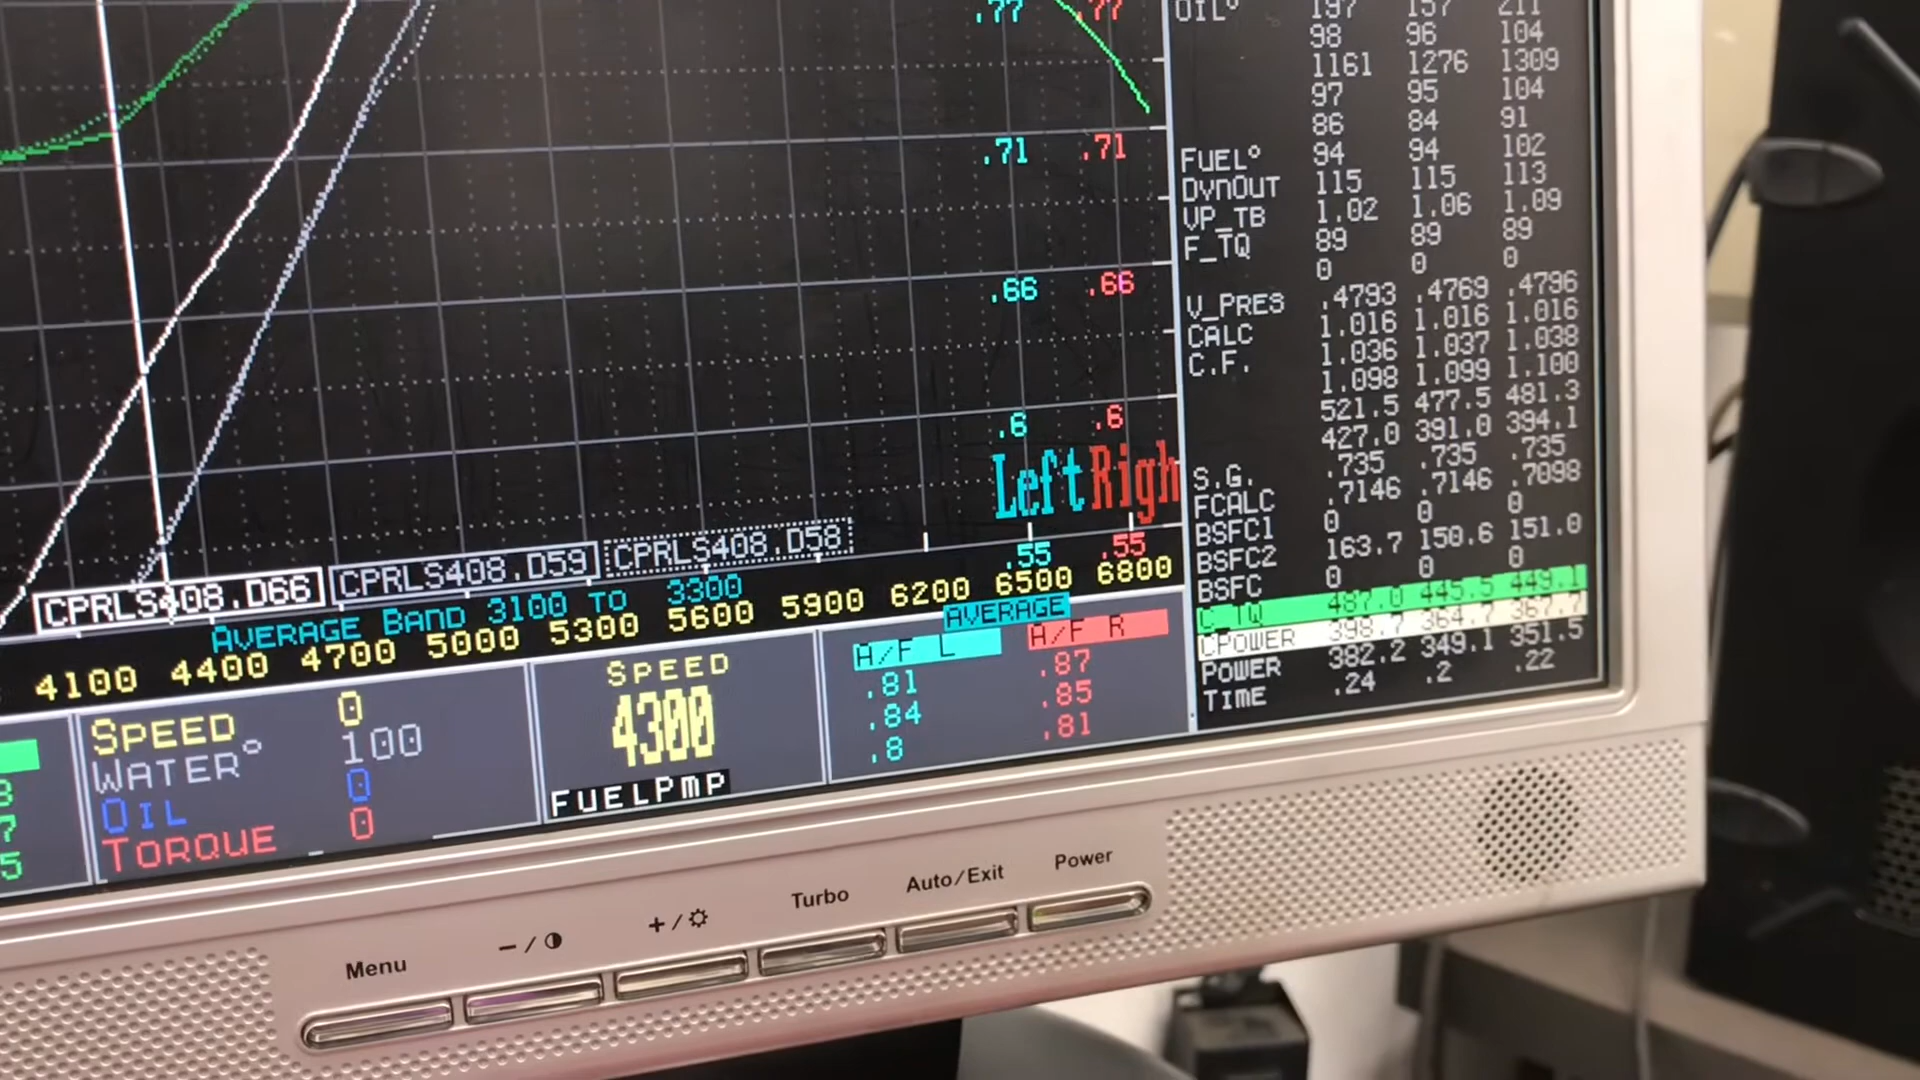 .77 .77
.71 .71
.66 .66
.6 .6
Left Righ
.55 .55
CPRLS408.D66 CPRLS408.D59 CPRLS408.D58
AVERAGE BAND 3100 TO 3300
4100 4400 4700 5000 5300 5600 5900 6200 6500 6800
SPEED 0
WATER° 100
OIL 0
TORQUE 0
SPEED
4300
FUELPMP
AVERAGE
A/F L A/F R
.81 .87
.84 .85
.8 .81
OIL° 197 157 211
98 96 104
1161 1276 1309
97 95 104
86 84 91
FUEL° 94 94 102
DYNOUT 115 115 113
VP_TB 1.02 1.06 1.09
F_TQ 89 89 89
0 0 0
V_PRES .4793 .4769 .4796
CALC 1.016 1.016 1.016
C.F. 1.036 1.037 1.038
1.098 1.099 1.100
521.5 477.5 481.3
427.0 391.0 394.1
S.G. .735 .735 .735
FCALC .7146 .7146 .7098
BSFC1 0 0 0
BSFC2 163.7 150.6 151.0
BSFC 0 0 0
C_TQ 487.0 445.5 449.1
CPOWER 398.7 364.7 367.7
POWER 382.2 349.1 351.5
TIME .24 .2 .22
Menu
− /
+ /
Turbo
Auto/Exit
Power